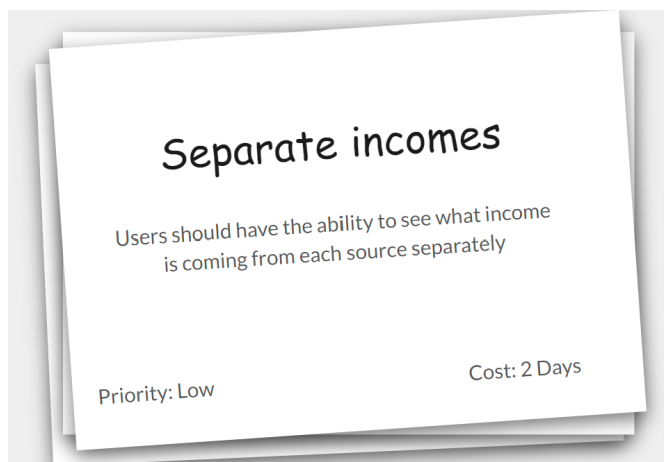 Separate incomes
Users should have the ability to see what income
is coming from each source separately
Priority: Low
Cost: 2 Days